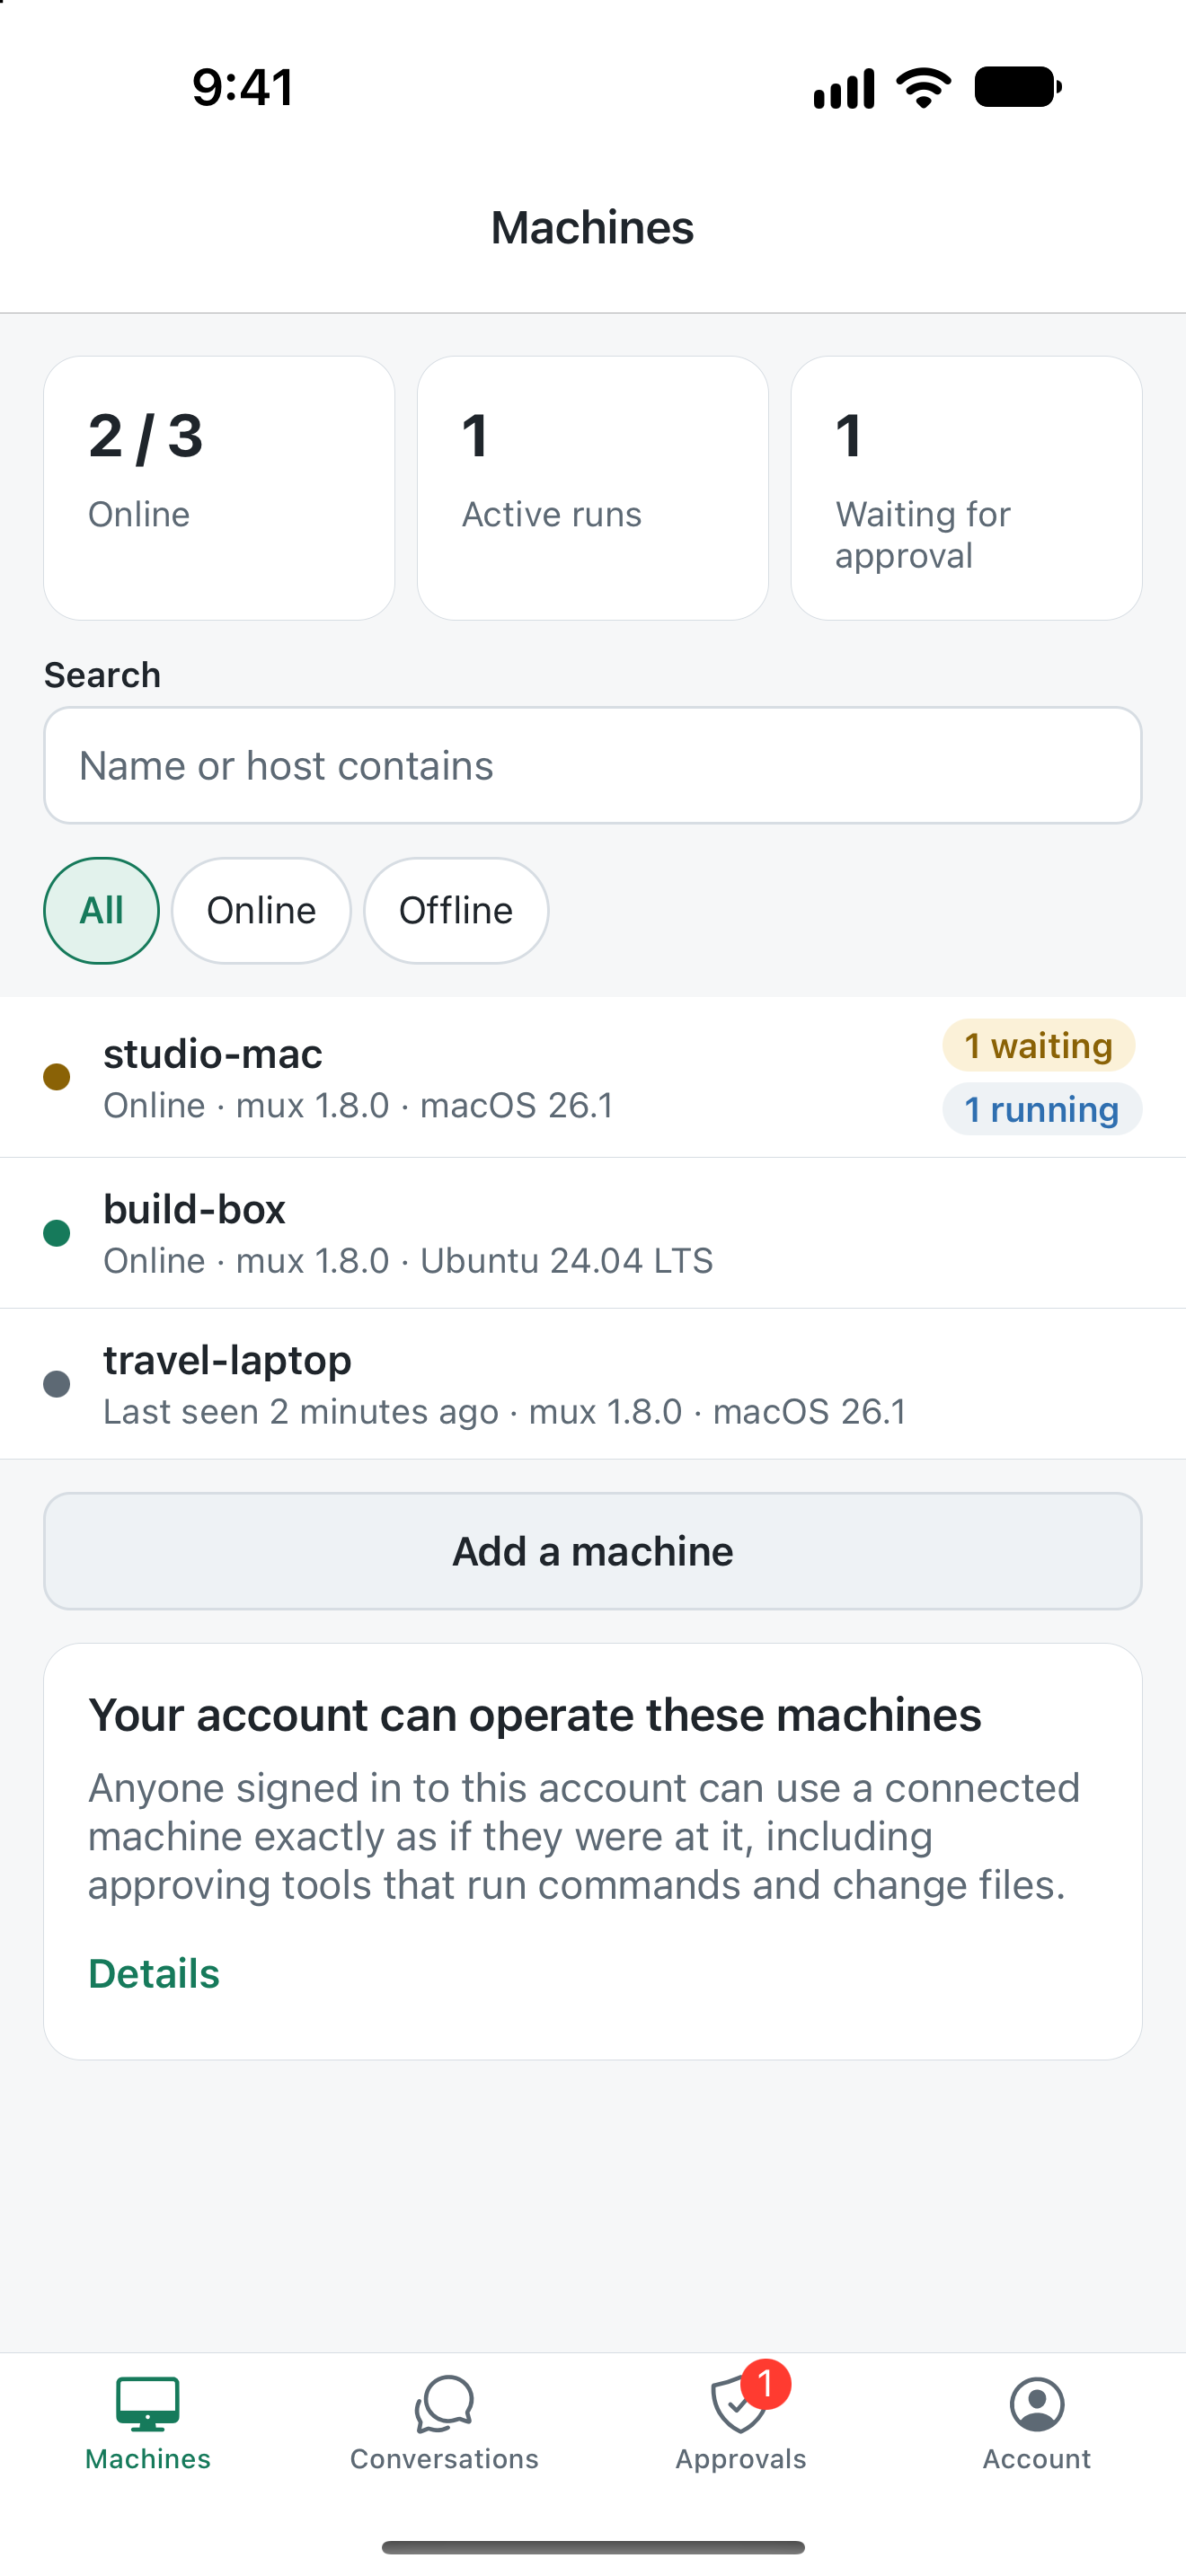 9:41
Machines
2 / 3
Online
1
Active runs
1
Waiting for
approval
Search
Name or host contains
All
Online
Offline
studio-mac
Online · mux 1.8.0 · macOS 26.1
1 waiting
1 running
build-box
Online · mux 1.8.0 · Ubuntu 24.04 LTS
travel-laptop
Last seen 2 minutes ago · mux 1.8.0 · macOS 26.1
Add a machine
Your account can operate these machines
Anyone signed in to this account can use a connected
machine exactly as if they were at it, including
approving tools that run commands and change files.
Details
1
Machines
Conversations
Approvals
Account